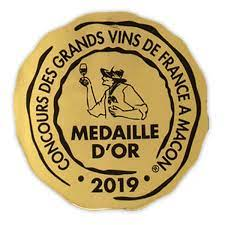 CONCOURS DES GRANDS VINS DE FRANCE À MACON®
MEDAILLE
D'OR
• 2019 •